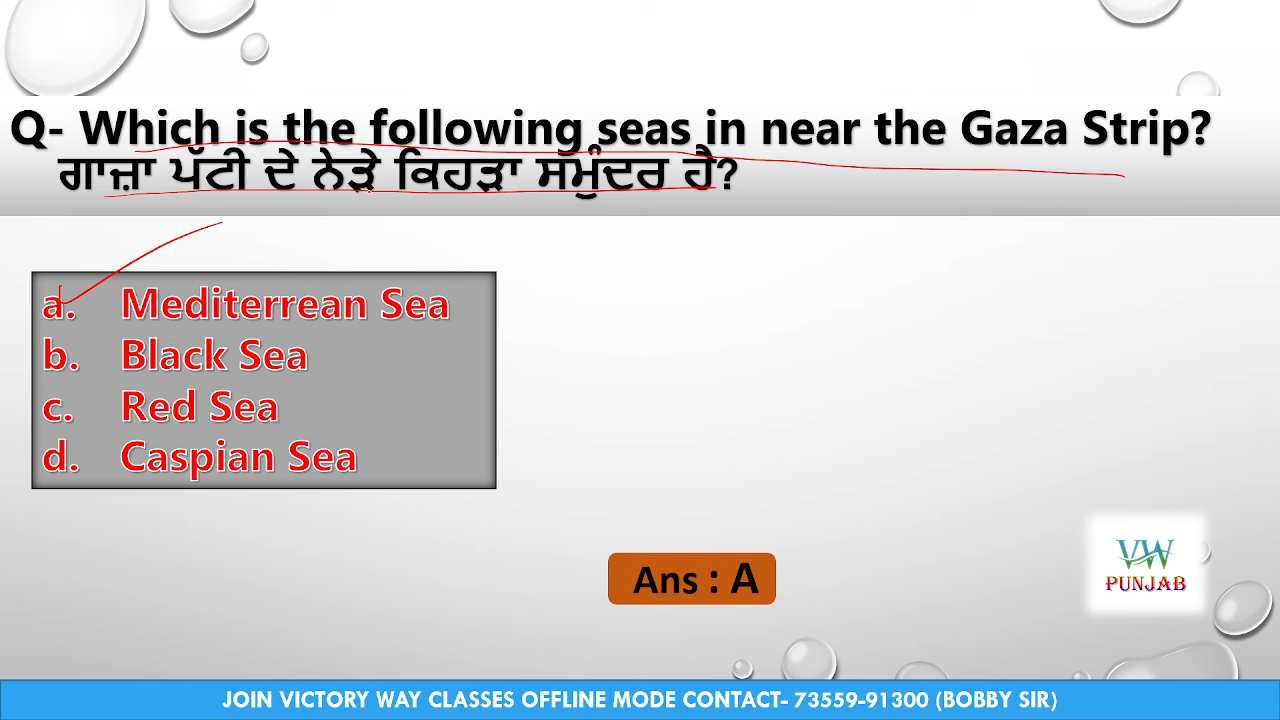 Q- Which is the following seas in near the Gaza Strip?
ਗਾਜ਼ਾ ਪੱਟੀ ਦੇ ਨੇੜੇ ਕਿਹੜਾ ਸਮੁੰਦਰ ਹੈ?
a. Mediterrean Sea
b. Black Sea
c. Red Sea
d. Caspian Sea
Ans : A
VW
PUNJAB
JOIN VICTORY WAY CLASSES OFFLINE MODE CONTACT- 73559-91300 (BOBBY SIR)